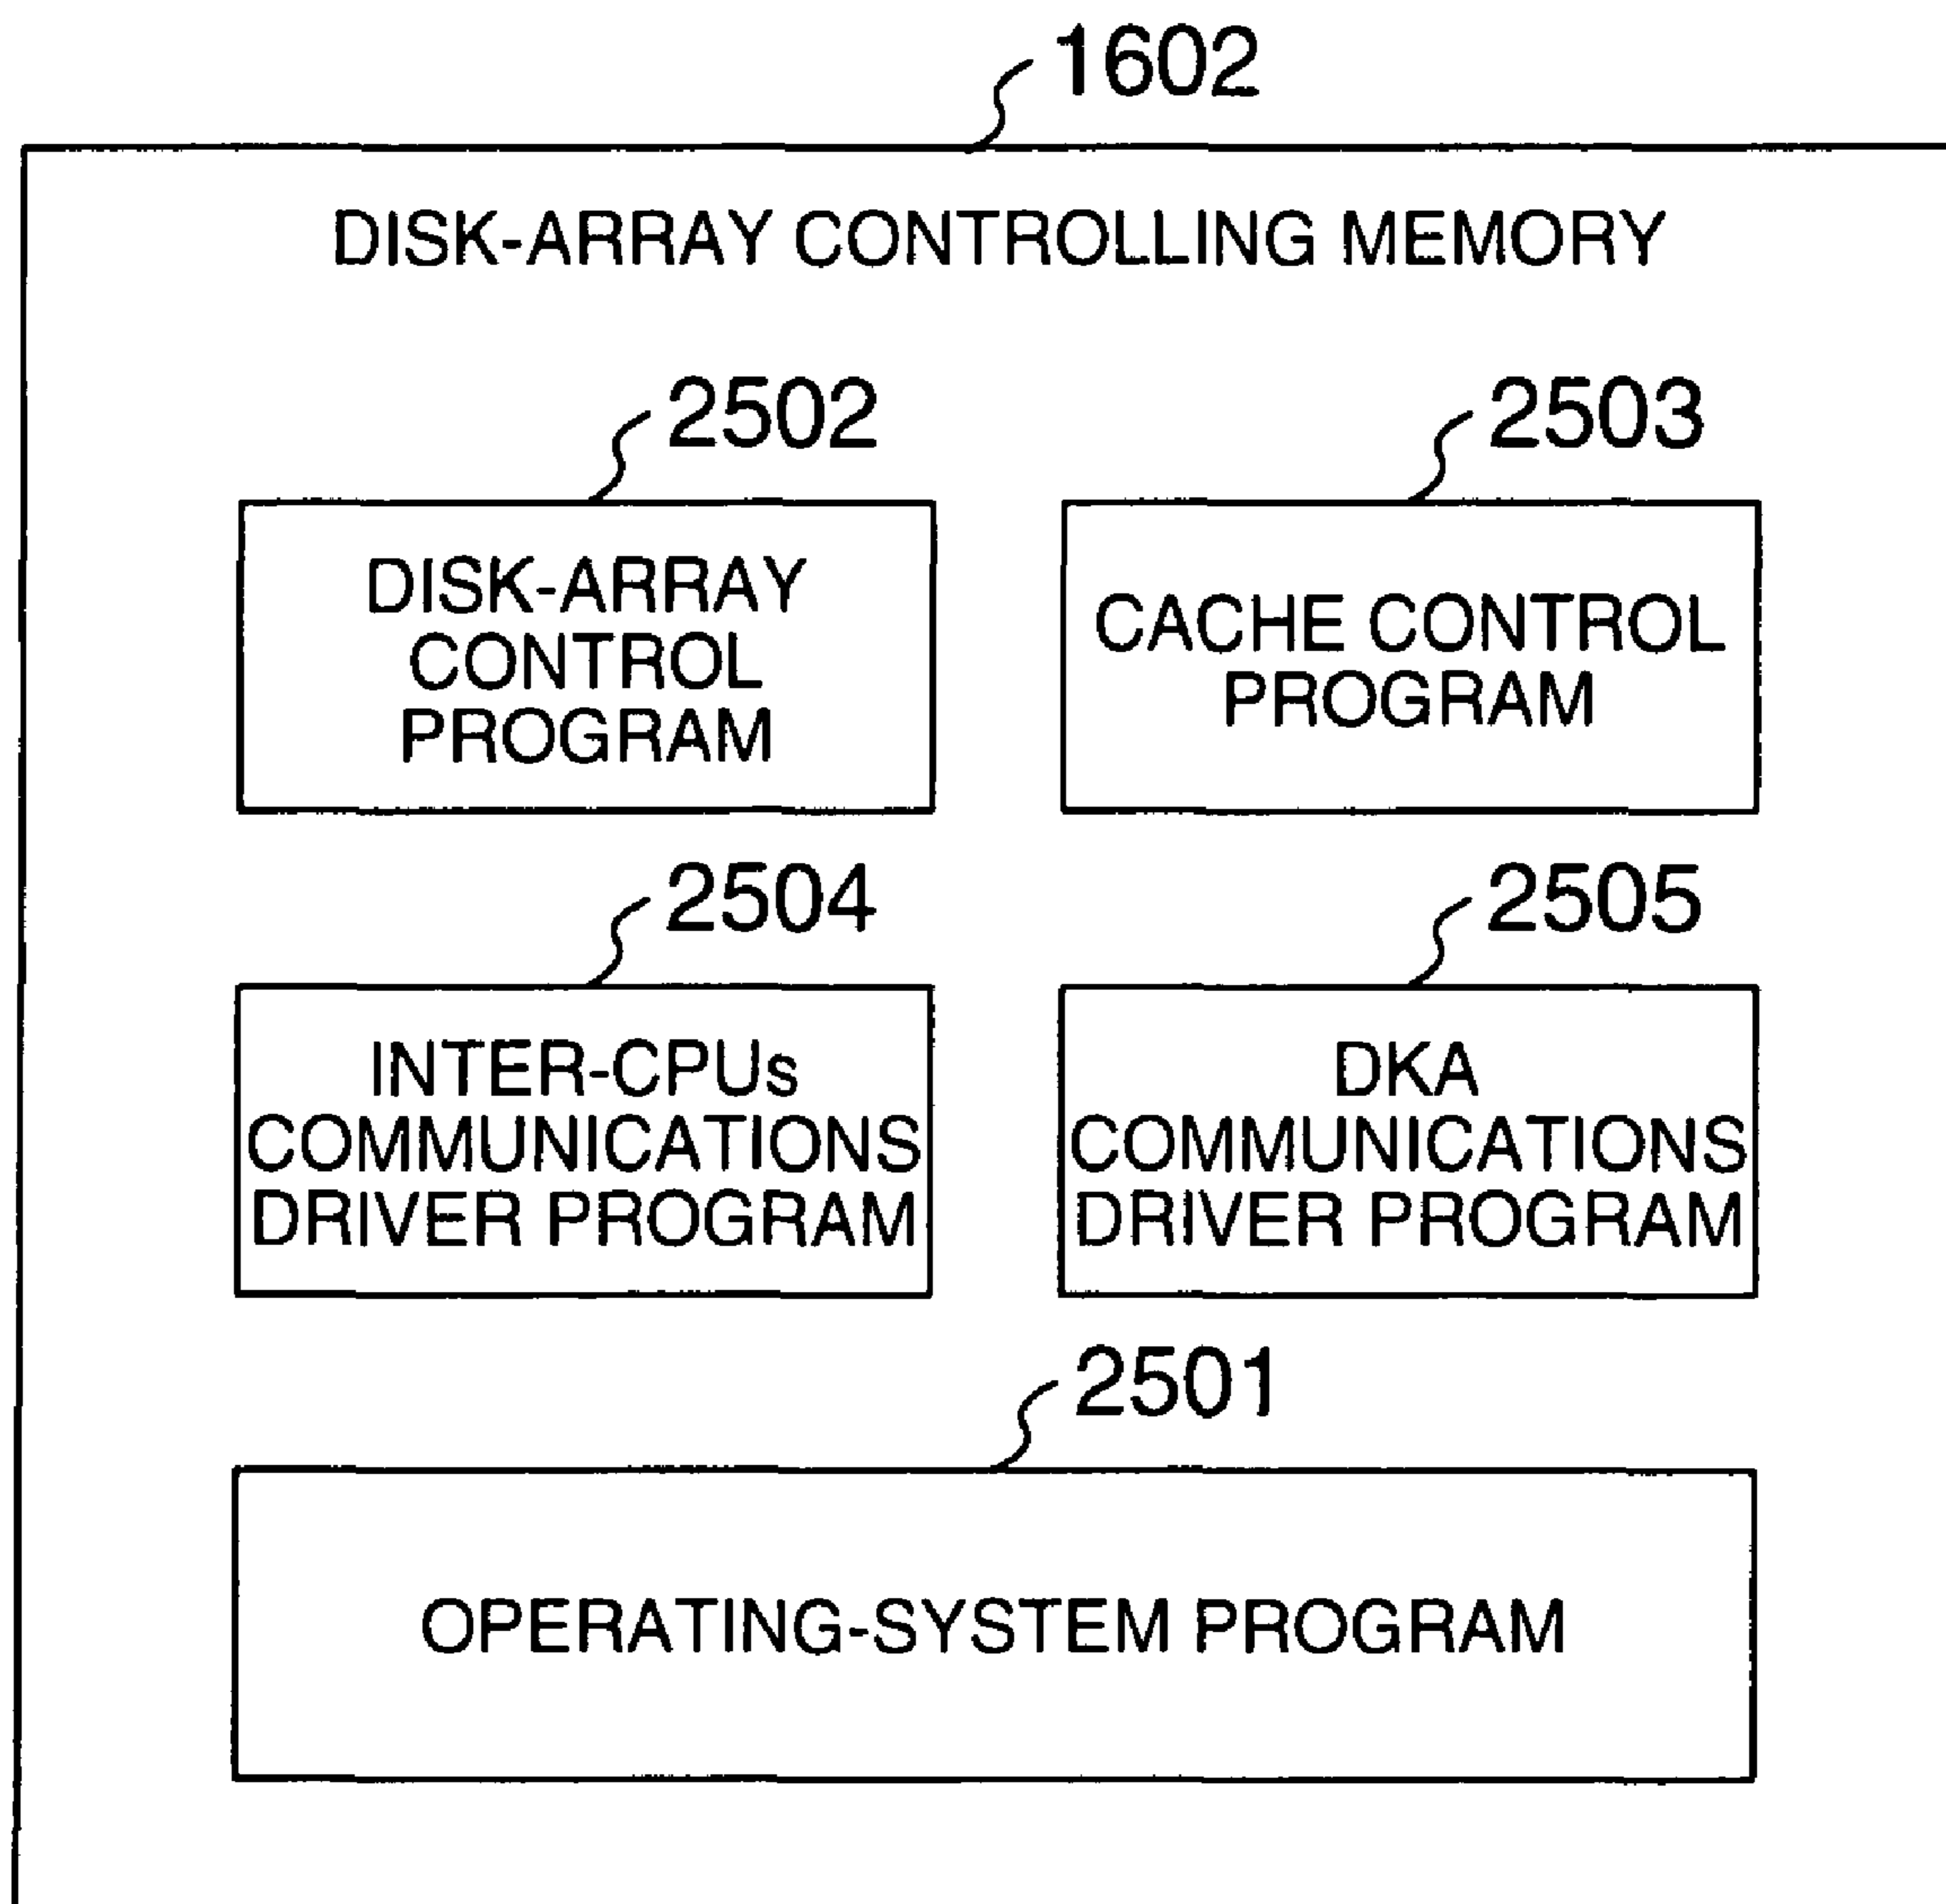 1602
DISK-ARRAY CONTROLLING MEMORY
2502
2503
DISK-ARRAY
CONTROL
PROGRAM
CACHE CONTROL
PROGRAM
2504
2505
INTER-CPUs
COMMUNICATIONS
DRIVER PROGRAM
DKA
COMMUNICATIONS
DRIVER PROGRAM
2501
OPERATING-SYSTEM PROGRAM